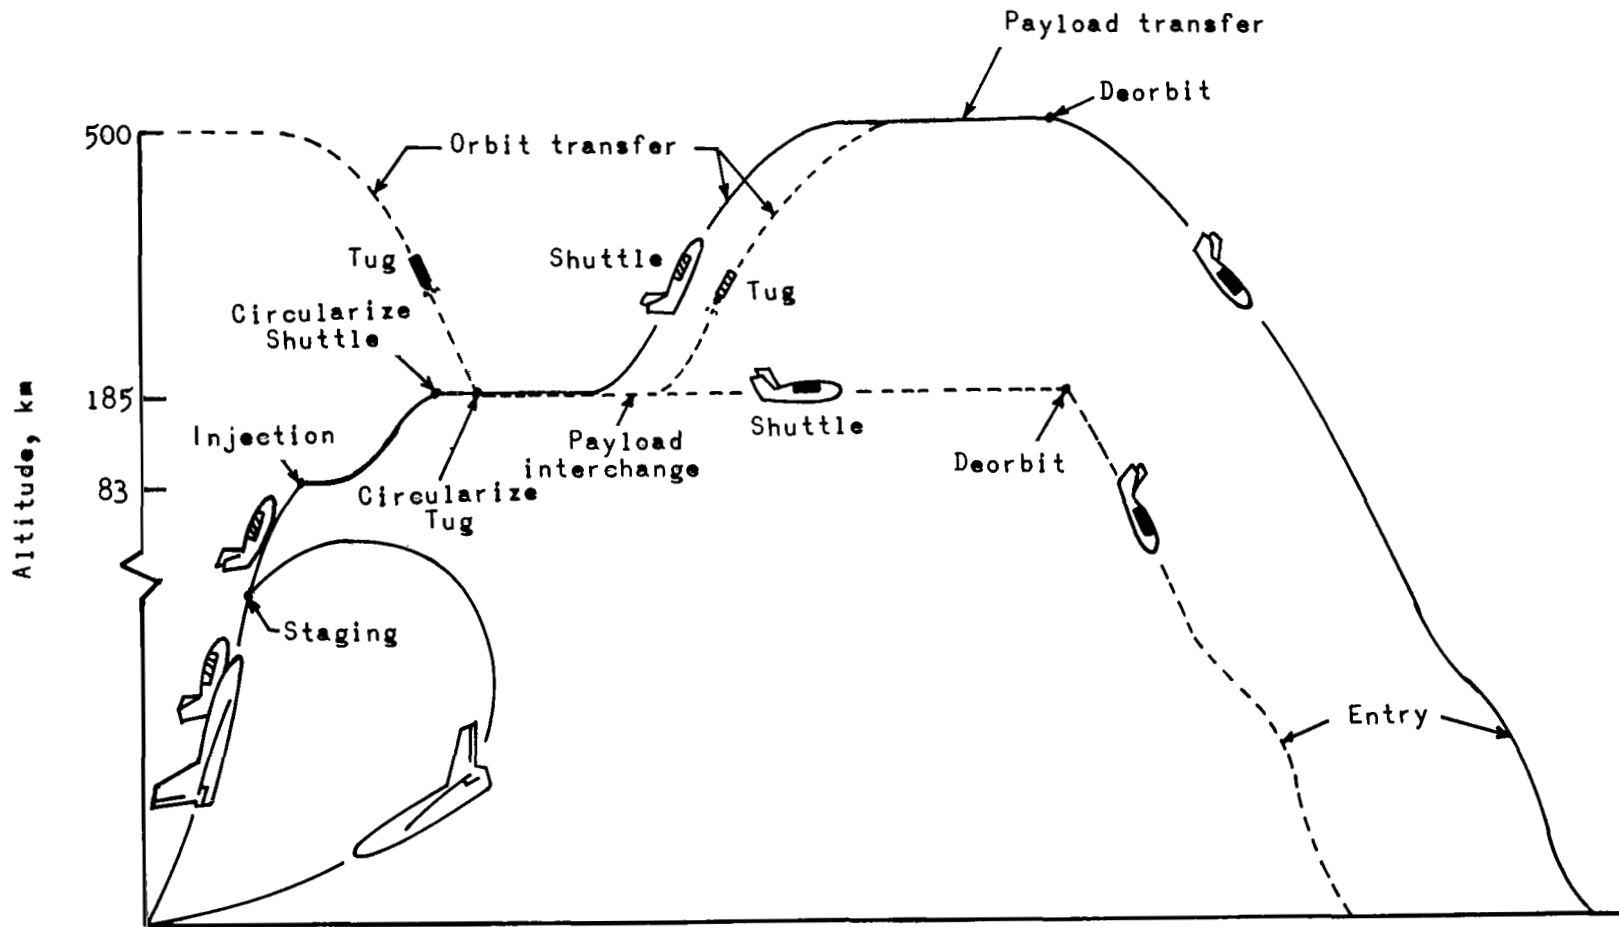 Payload transfer
Deorbit
500
Orbit transfer
Tug
Shuttle
Tug
Circularize
Shuttle
185
Injection
Payload
interchange
Shuttle
Deorbit
83
Circularize
Tug
Altitude, km
Staging
Entry